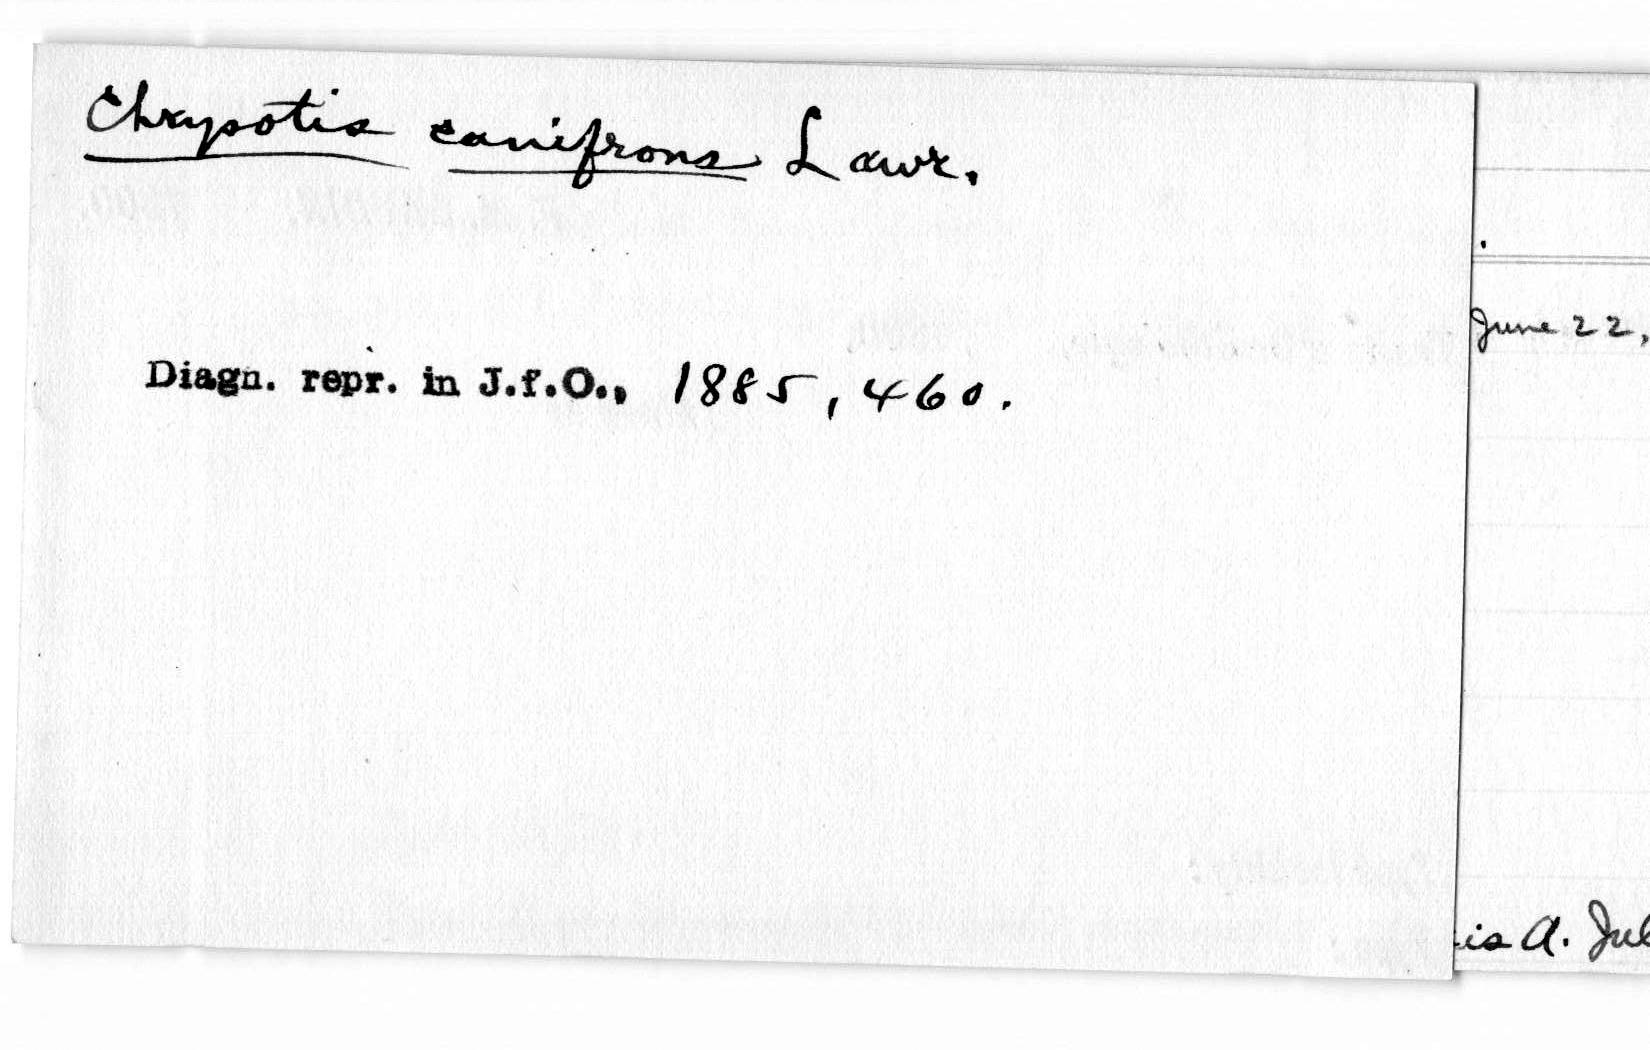 Chrysotis canifrons Lawr.
Diagn. repr. in J.f.O., 1885, 460.
June 22,
is A. Jul